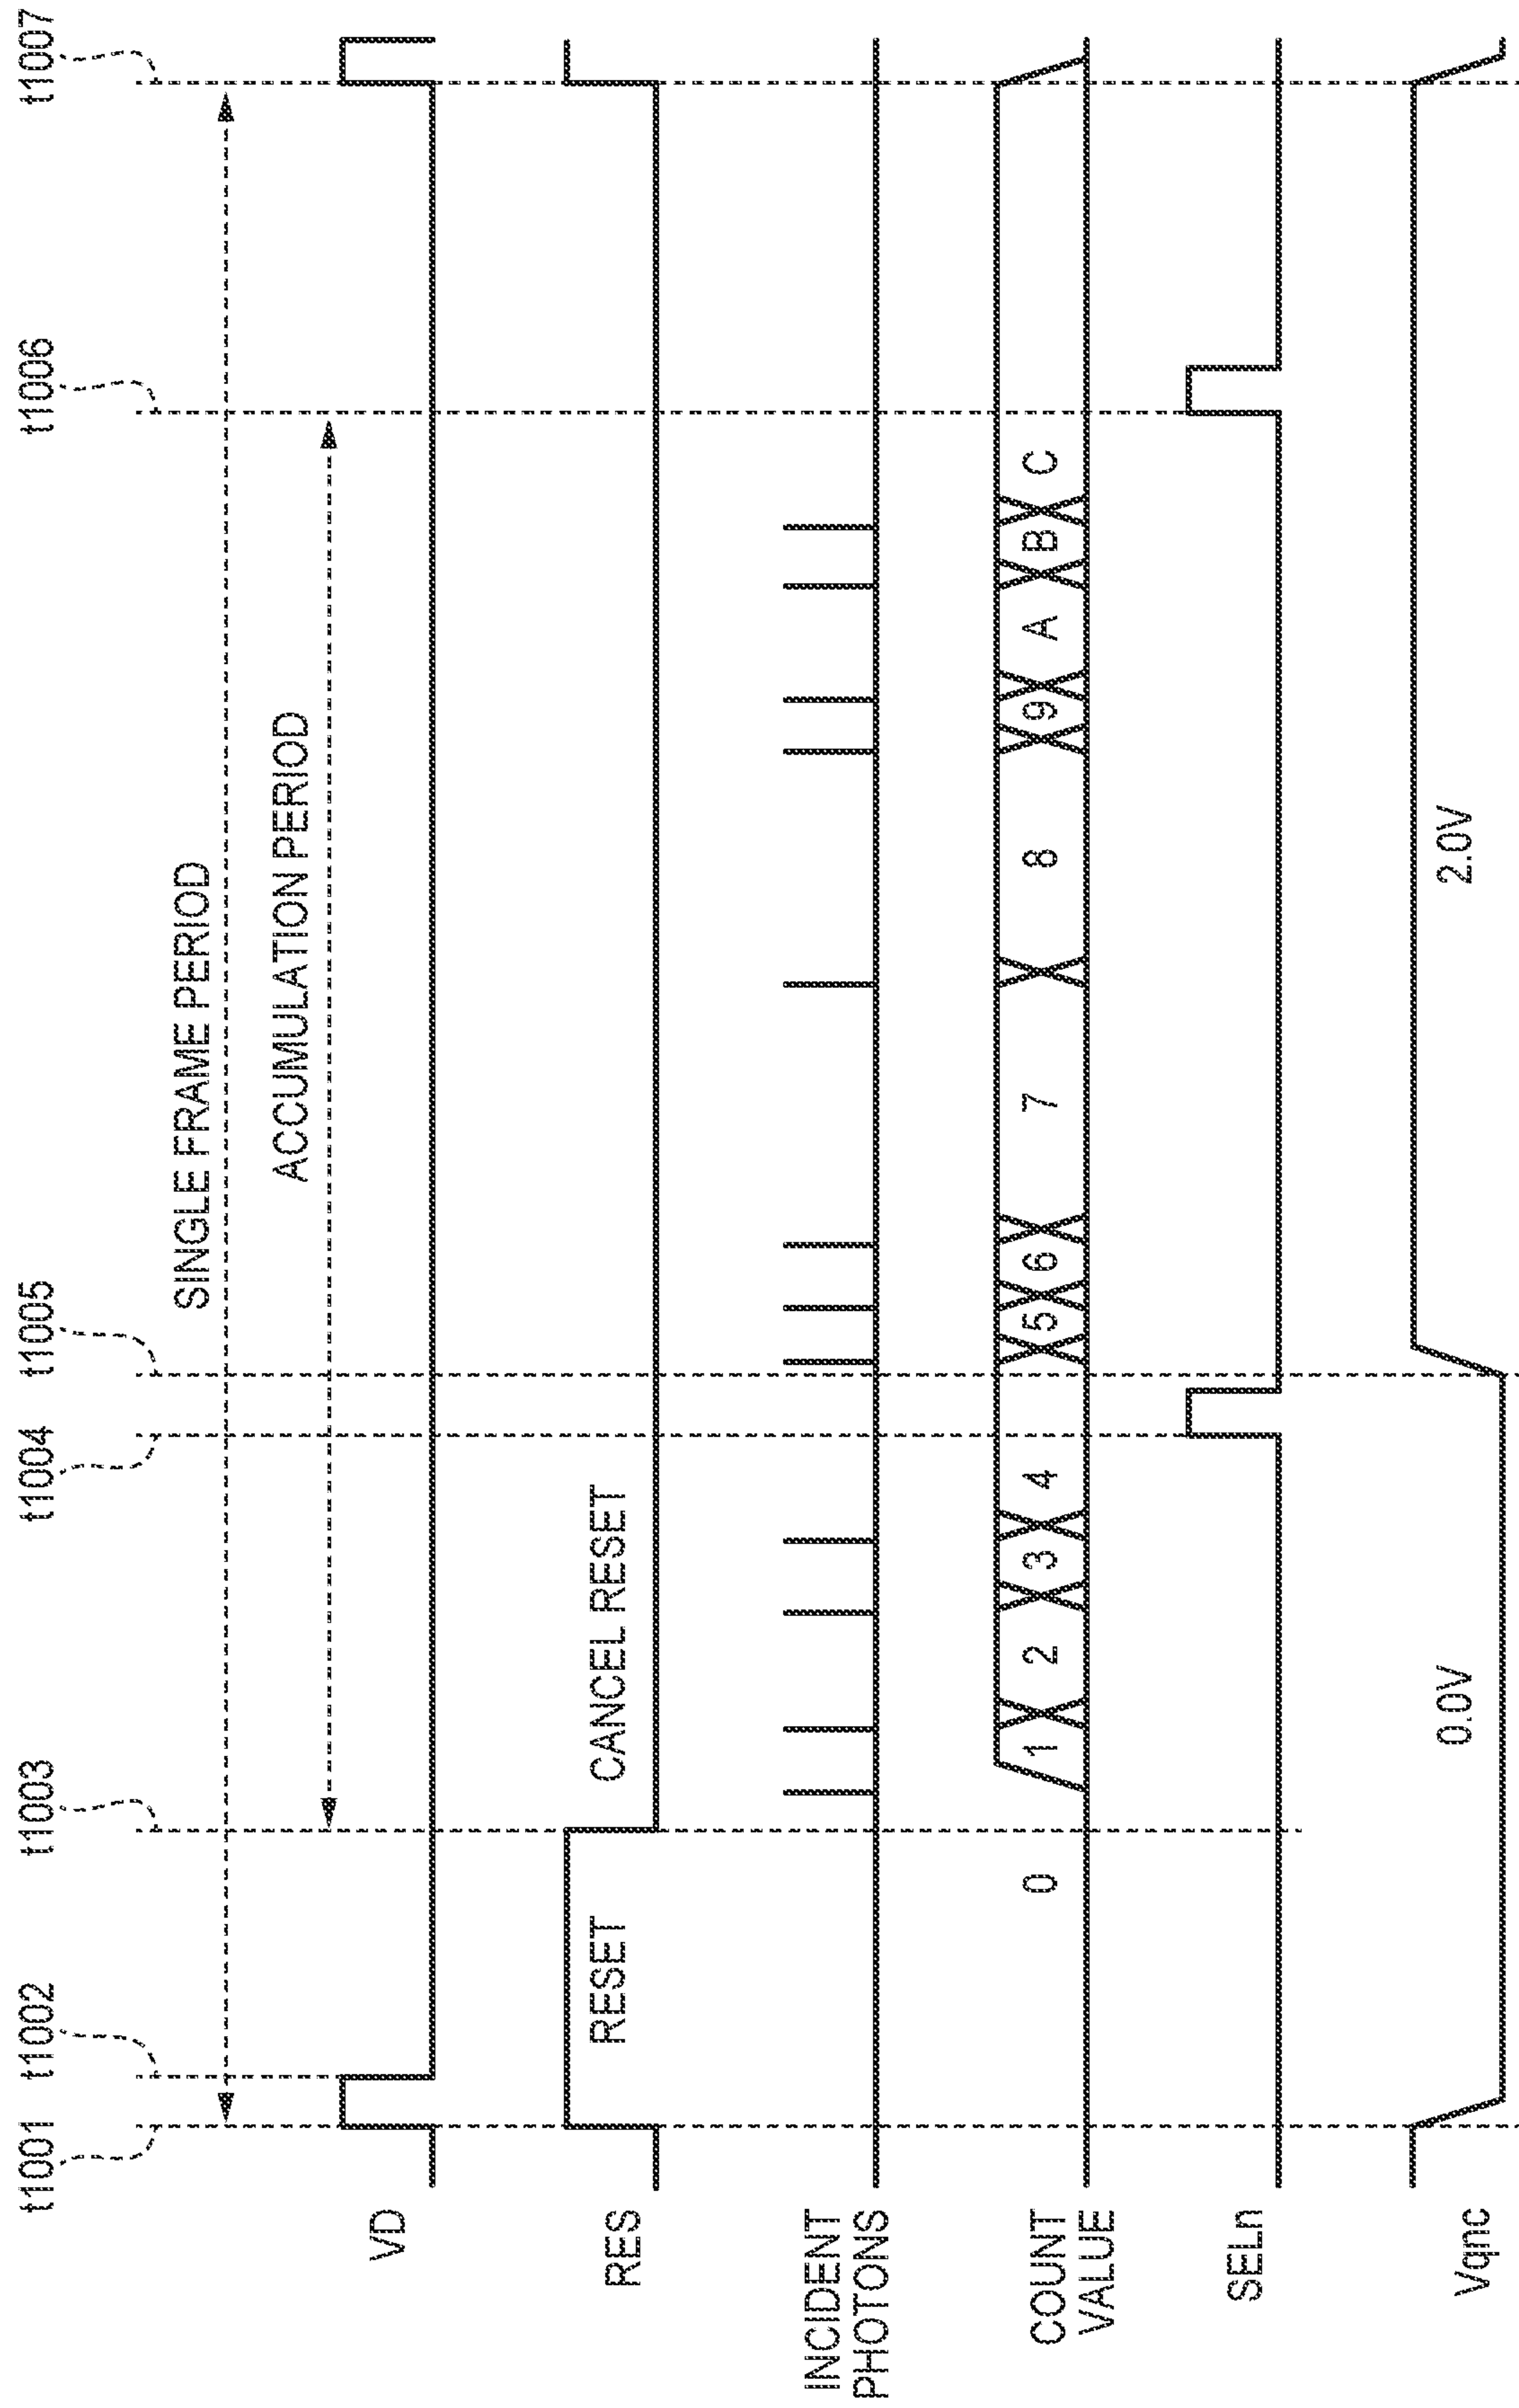 t1001
t1002
t1003
t1004
t1005
t1006
t1007
SINGLE FRAME PERIOD
ACCUMULATION PERIOD
VD
RES
RESET
CANCEL RESET
INCIDENT
PHOTONS
COUNT
VALUE
0
1
2
3
4
5
6
7
8
9
A
B
C
SELn
Vqnc
0.0V
2.0V